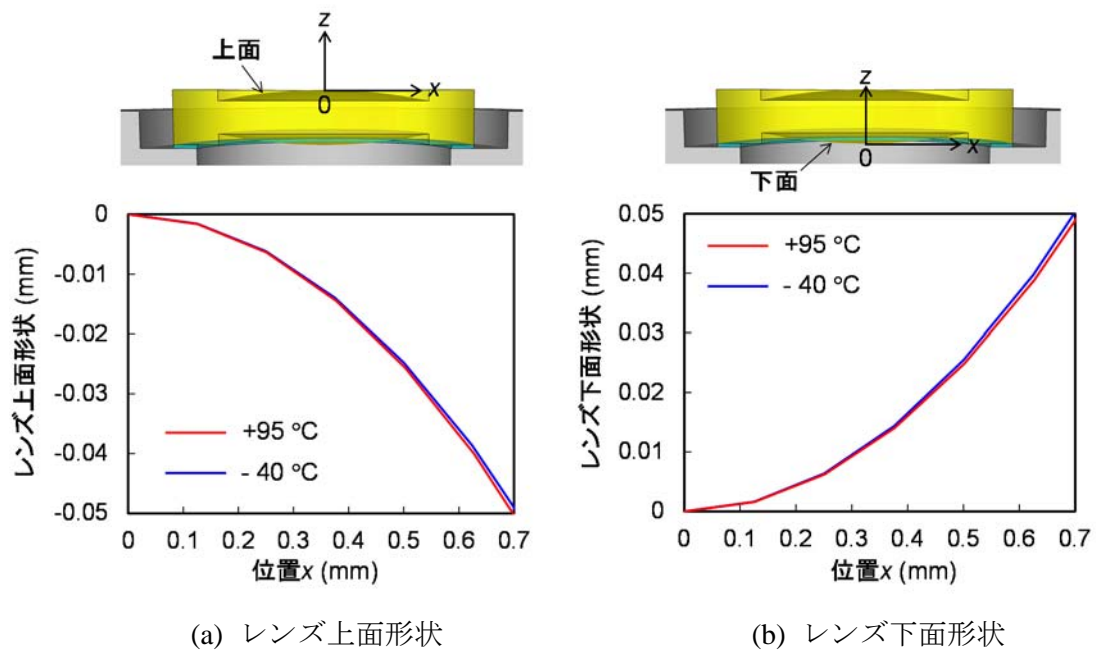 z
上面
x
0
z
x
0
下面
0
-0.01
-0.02
-0.03
-0.04
-0.05
レンズ上面形状 (mm)
+95 °C
- 40 °C
0 0.1 0.2 0.3 0.4 0.5 0.6 0.7
位置x (mm)
0.05
0.04
0.03
0.02
0.01
0
レンズ下面形状 (mm)
+95 °C
- 40 °C
0 0.1 0.2 0.3 0.4 0.5 0.6 0.7
位置x (mm)
(a) レンズ上面形状
(b) レンズ下面形状